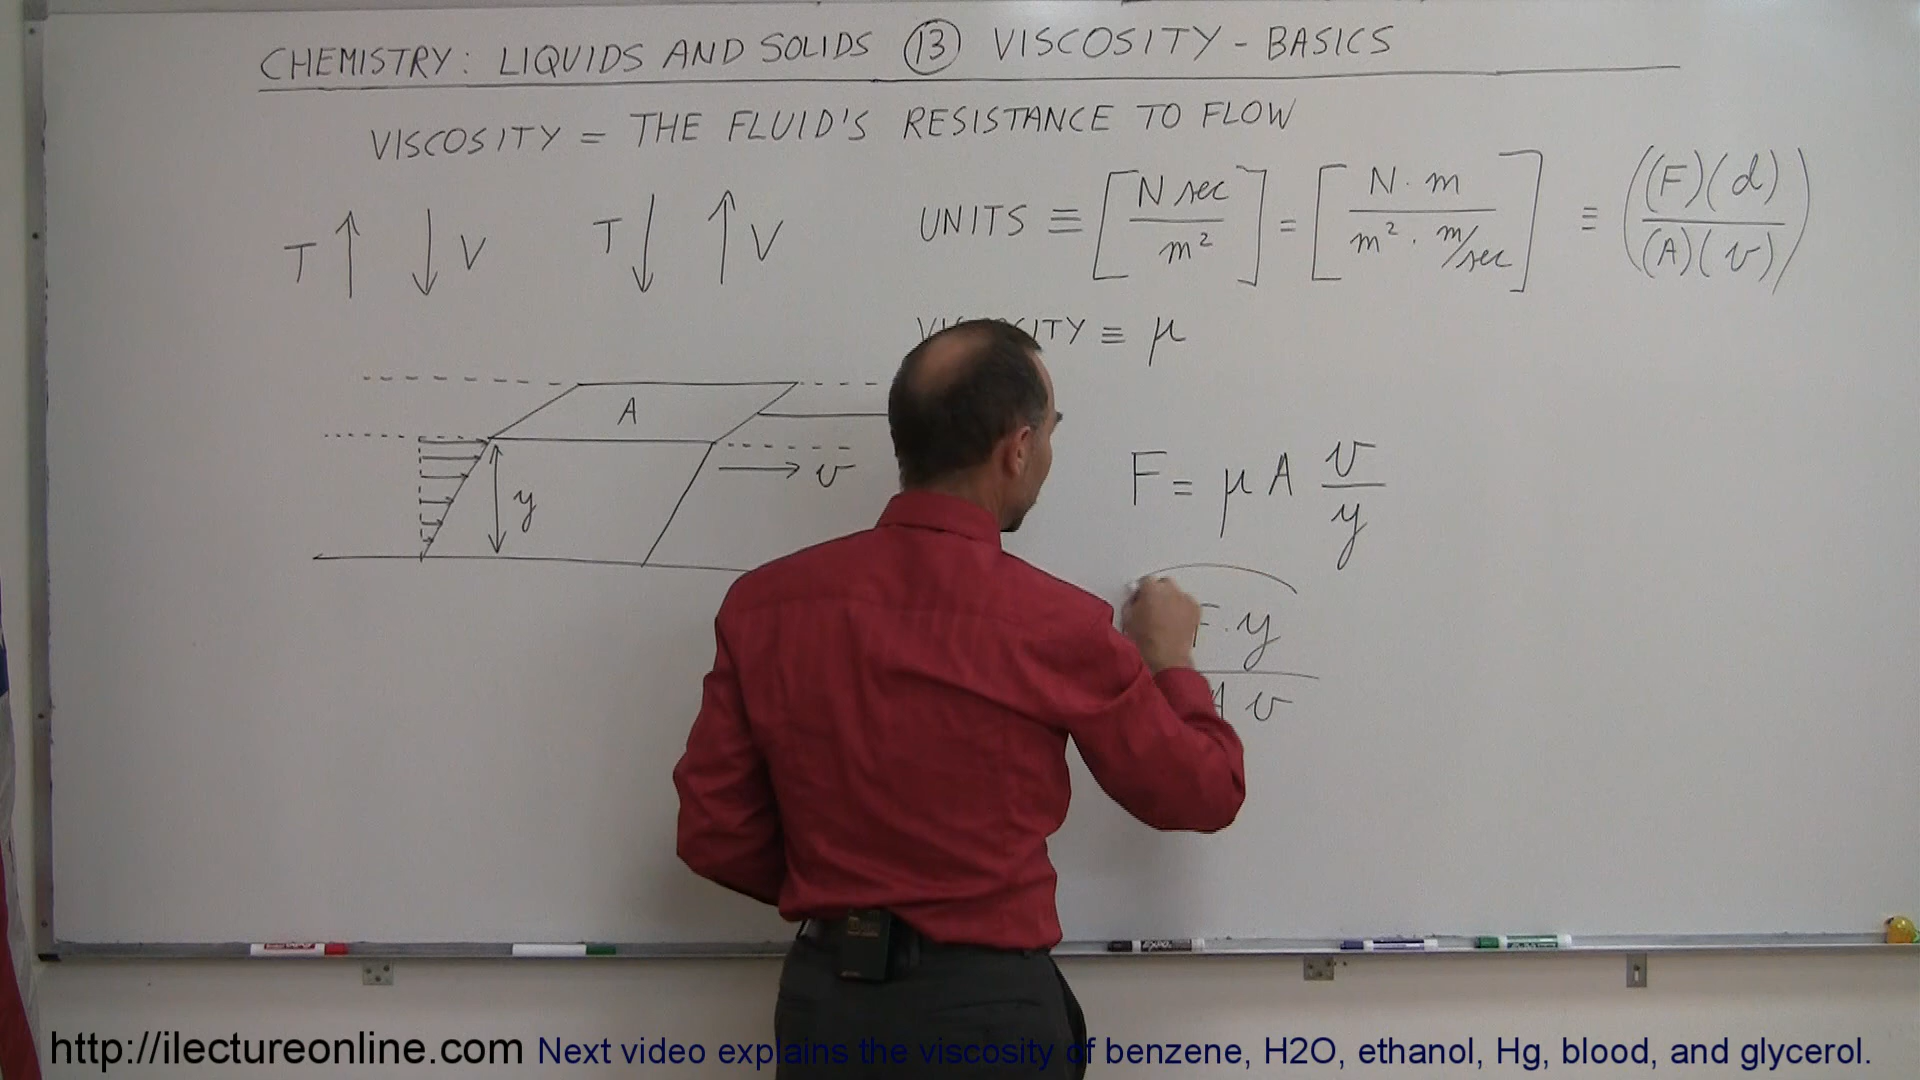 CHEMISTRY: LIQUIDS AND SOLIDS 13 VISCOSITY - BASICS
VISCOSITY = THE FLUID'S RESISTANCE TO FLOW
T ↑ ↓ V T ↓ ↑ V
UNITS ≡ [N sec / m²] = [N · m / m² · m/sec] ≡ ((F)(d) / (A)(v))
≡ μ
A
v
y
F = μ A v/y
F · y
A v
EXPO
http://ilectureonline.com Next video explains the viscosity of benzene, H2O, ethanol, Hg, blood, and glycerol.